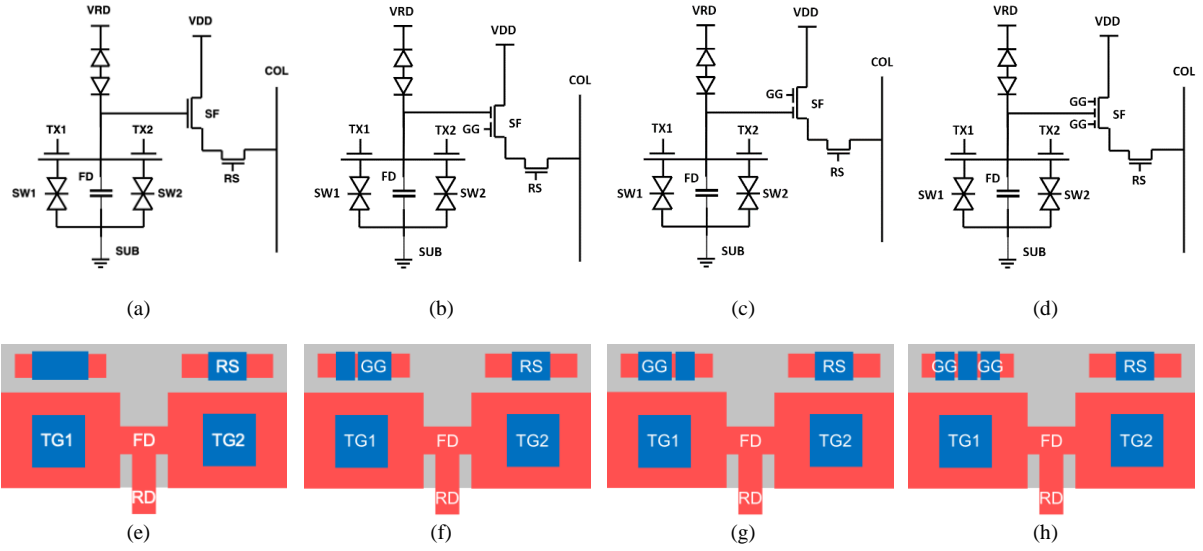 VRD
VDD
COL
SF
TX1
TX2
RS
FD
SW1
SW2
SUB
(a)
VRD
VDD
COL
SF
GG
TX1
TX2
RS
FD
SW1
SW2
SUB
(b)
VRD
VDD
COL
GG
SF
TX1
TX2
RS
FD
SW1
SW2
SUB
(c)
VRD
VDD
COL
GG
SF
GG
TX1
TX2
RS
FD
SW1
SW2
SUB
(d)
RS
TG1
FD
TG2
RD
(e)
GG
RS
TG1
FD
TG2
RD
(f)
GG
RS
TG1
FD
TG2
RD
(g)
GG GG
RS
TG1
FD
TG2
RD
(h)